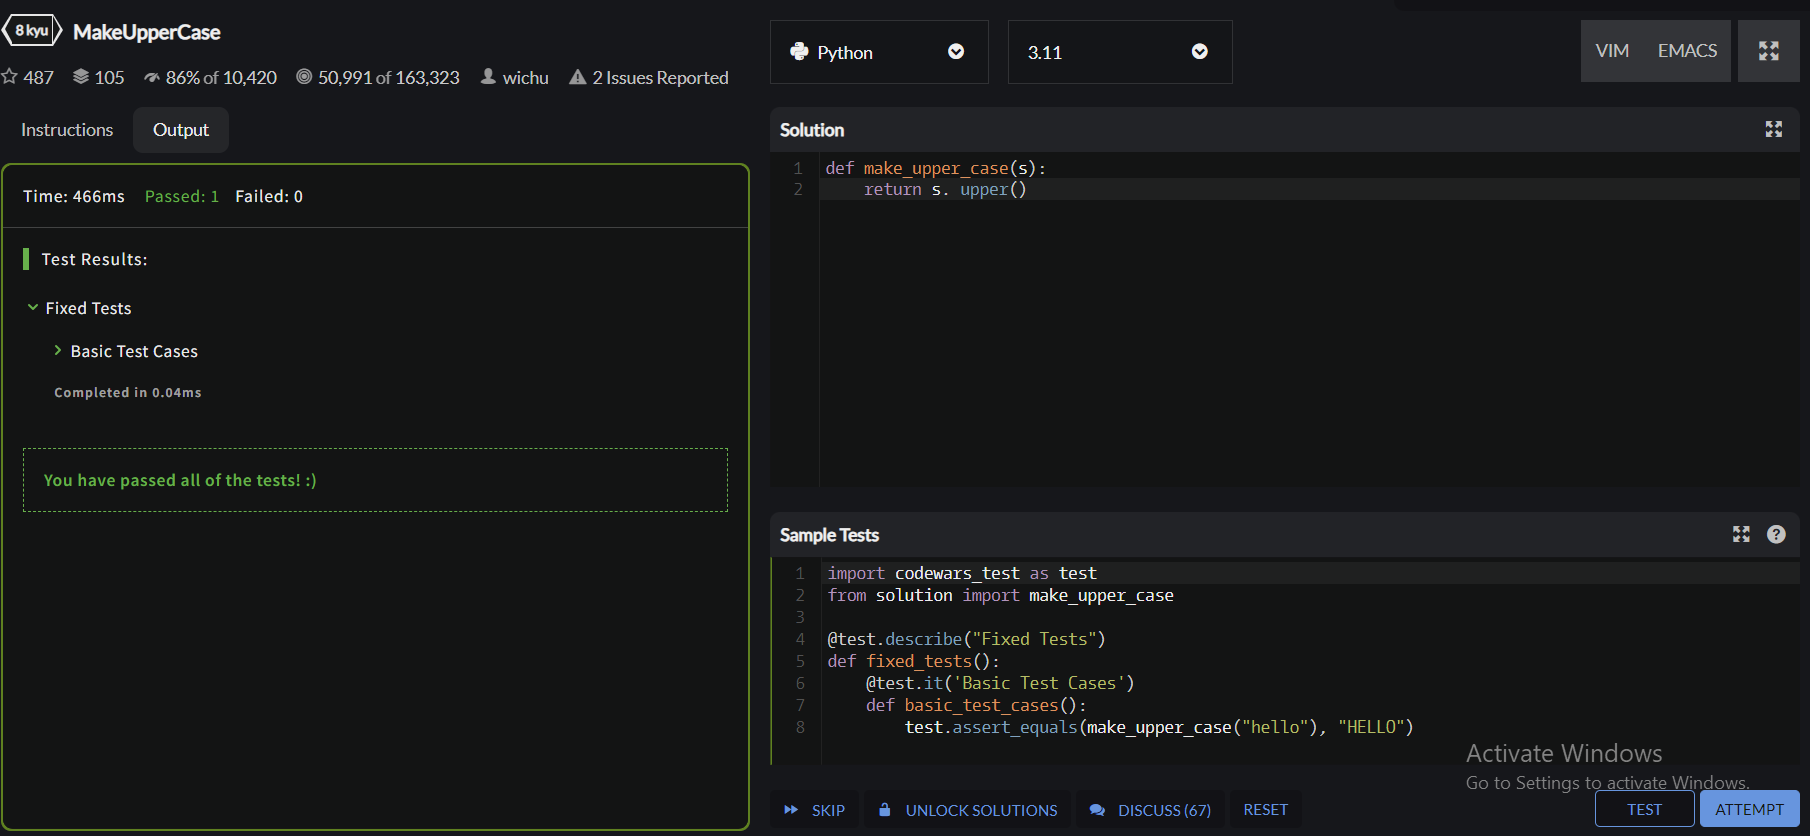 8 kyu MakeUpperCase
487 105 86% of 10,420 50,991 of 163,323 wichu 2 Issues Reported
Instructions Output
Time: 466ms Passed: 1 Failed: 0
Test Results:
Fixed Tests
Basic Test Cases
Completed in 0.04ms
You have passed all of the tests! :)
Python 3.11 VIM EMACS
Solution
1 def make_upper_case(s):
2     return s. upper()
Sample Tests
1 import codewars_test as test
2 from solution import make_upper_case
3
4 @test.describe("Fixed Tests")
5 def fixed_tests():
6     @test.it('Basic Test Cases')
7     def basic_test_cases():
8         test.assert_equals(make_upper_case("hello"), "HELLO")
Activate Windows
Go to Settings to activate Windows.
SKIP UNLOCK SOLUTIONS DISCUSS (67) RESET TEST ATTEMPT